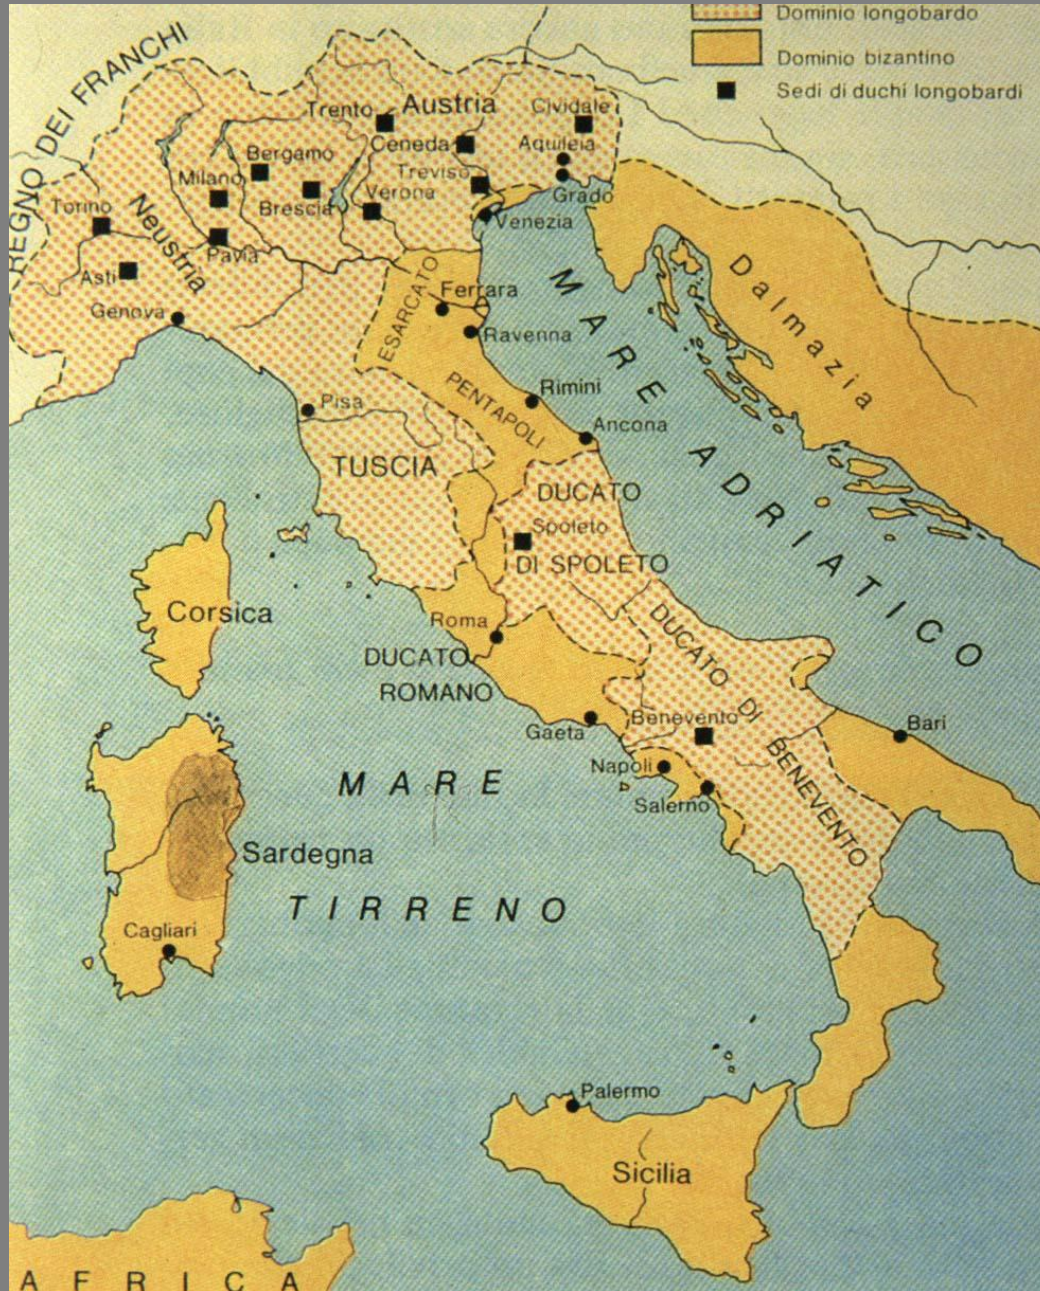 Dominio longobardo
Dominio bizantino
Sedi di duchi longobardi
REGNO DEI FRANCHI
Trento
Austria
Cividale
Ceneda
Aquileia
Bergamo
Treviso
Milano
Verona
Grado
Torino
Brescia
Venezia
Neustria
Pavia
Asti
Genova
ESARCATO
Ferrara
Ravenna
MARE ADRIATICO
Dalmazia
PENTAPOLI
Rimini
Pisa
Ancona
TUSCIA
DUCATO
Spoleto
DI SPOLETO
Corsica
Roma
DUCATO
ROMANO
DUCATO DI BENEVENTO
Benevento
Gaeta
Bari
Napoli
Salerno
MARE
TIRRENO
Sardegna
Cagliari
Palermo
Sicilia
AFRICA